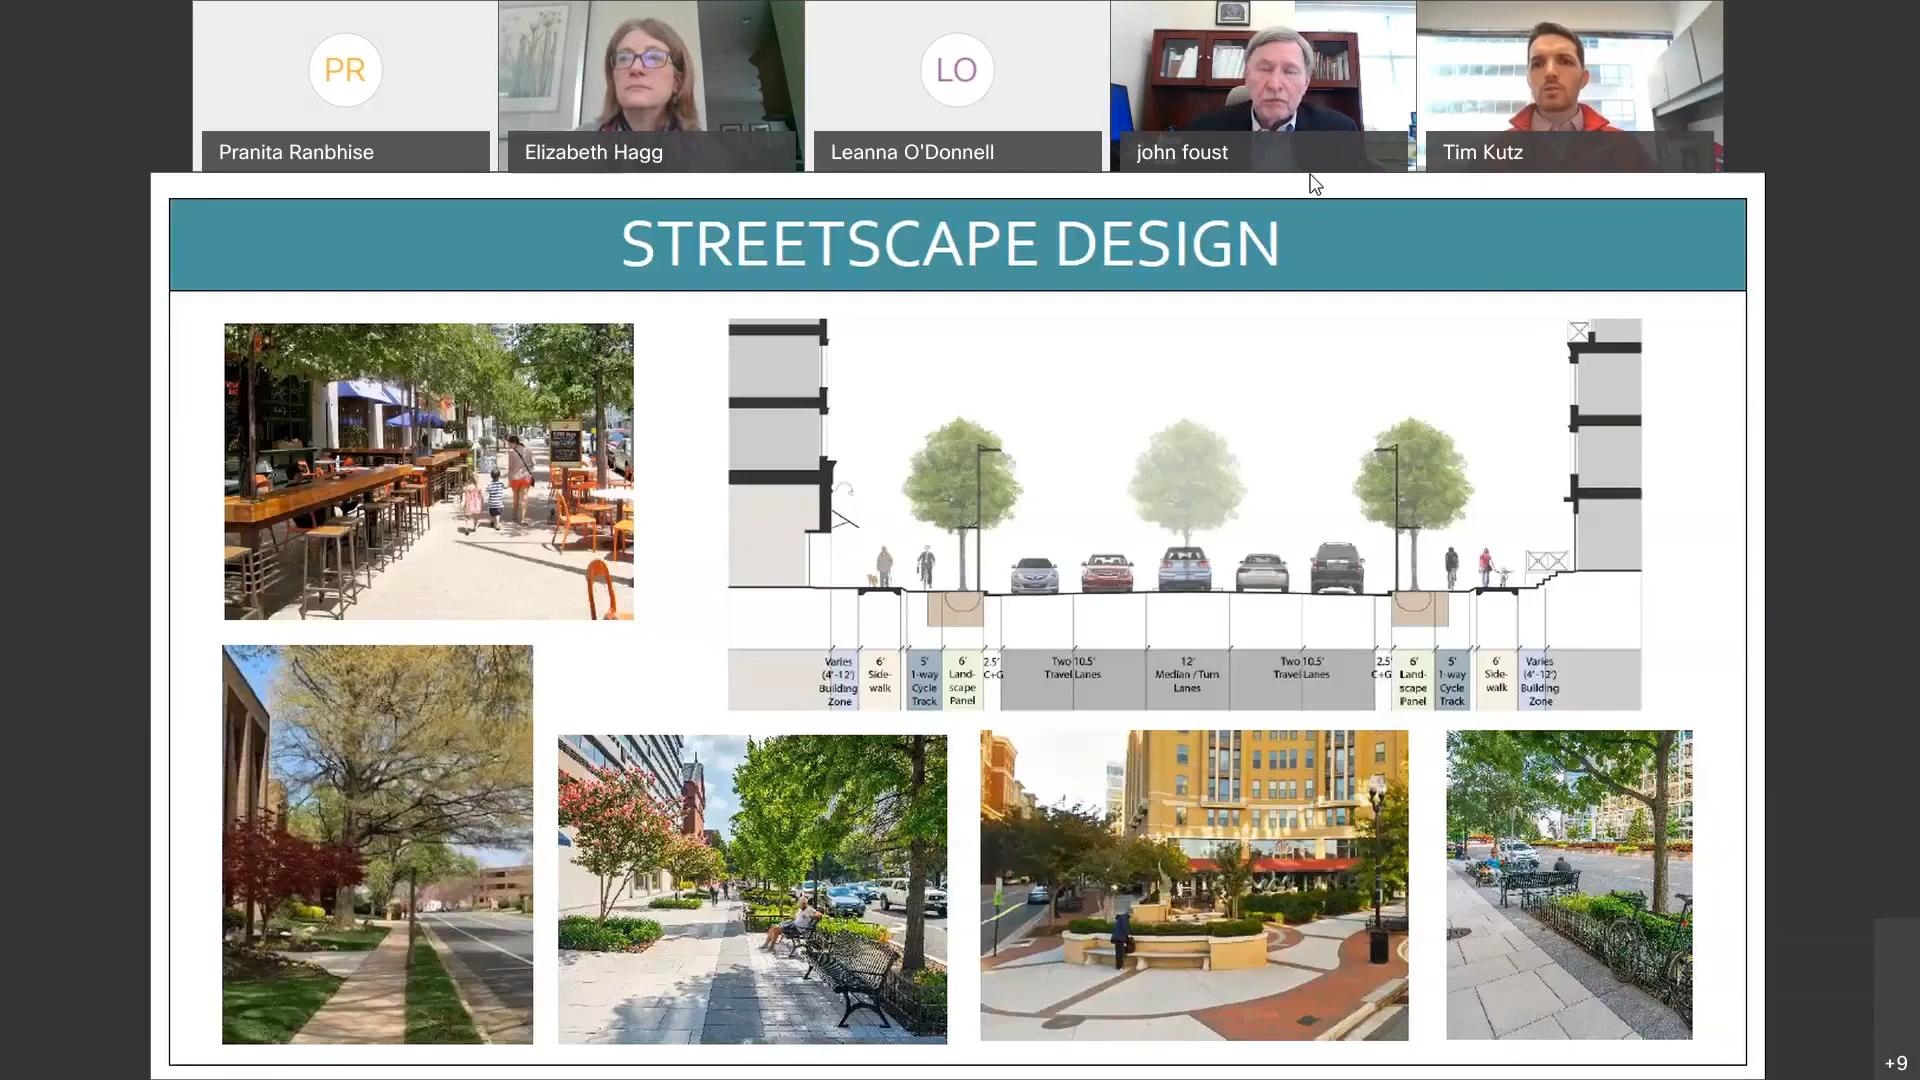 PR
LO
Pranita Ranbhise
Elizabeth Hagg
Leanna O'Donnell
john foust
Tim Kutz
STREETSCAPE DESIGN
Varies
(4'-12')
Building
Zone
6'
Side-
walk
5'
1-way
Cycle
Track
6'
Land-
scape
Panel
2.5'
C+G
Two 10.5'
Travel Lanes
12'
Median / Turn
Lanes
Two 10.5'
Travel Lanes
2.5'
C+G
6'
Land-
scape
Panel
5'
1-way
Cycle
Track
6'
Side-
walk
Varies
(4'-12')
Building
Zone
+9